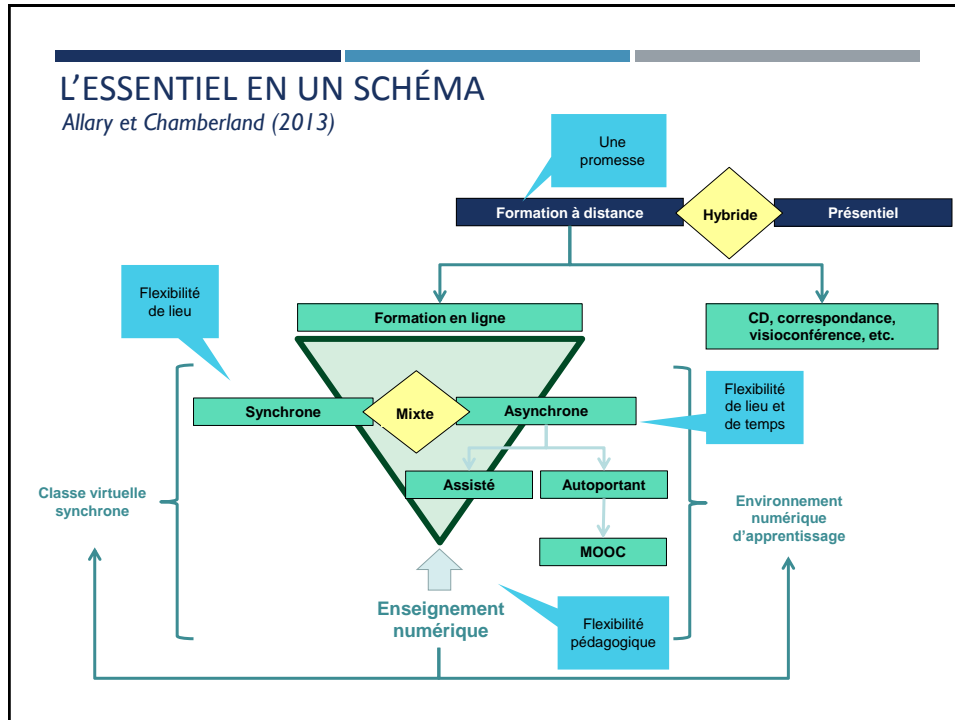 L'ESSENTIEL EN UN SCHÉMA
Allary et Chamberland (2013)
Une
promesse
Formation à distance
Hybride
Présentiel
Flexibilité
de lieu
Formation en ligne
CD, correspondance,
visioconférence, etc.
Synchrone
Mixte
Asynchrone
Flexibilité
de lieu et
de temps
Assisté
Autoportant
Classe virtuelle
synchrone
Environnement
numérique
d'apprentissage
MOOC
Enseignement
numérique
Flexibilité
pédagogique